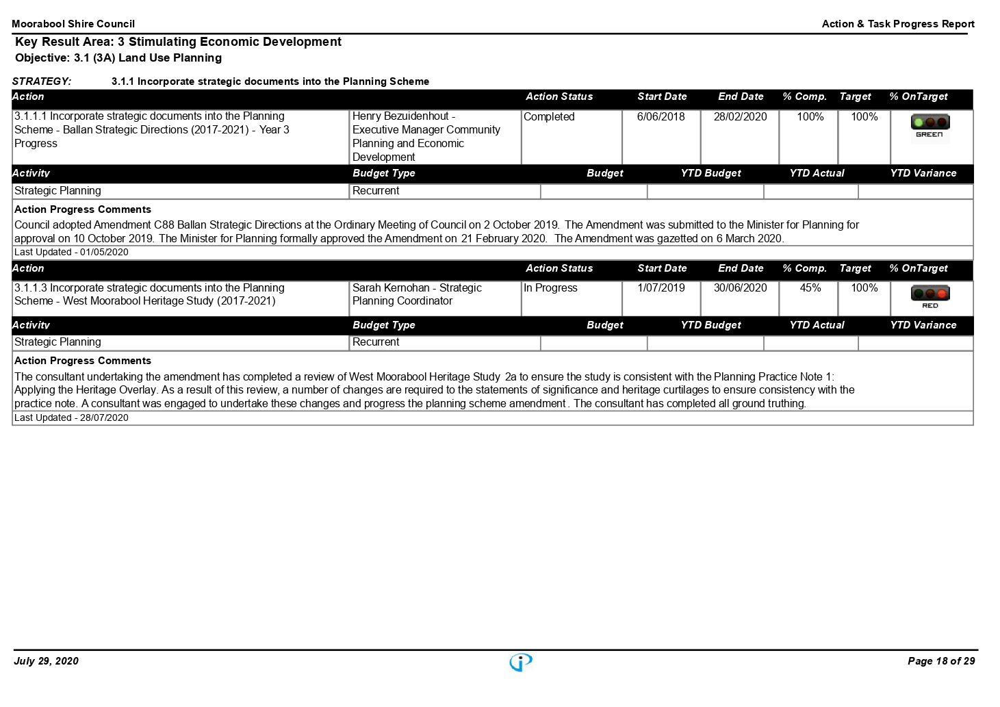 Moorabool Shire Council Action & Task Progress Report
Key Result Area: 3 Stimulating Economic Development
Objective: 3.1 (3A) Land Use Planning
STRATEGY: 3.1.1 Incorporate strategic documents into the Planning Scheme
Action Action Status Start Date End Date % Comp. Target % OnTarget
3.1.1.1 Incorporate strategic documents into the Planning Henry Bezuidenhout - Completed 6/06/2018 28/02/2020 100% 100%
Scheme - Ballan Strategic Directions (2017-2021) - Year 3 Executive Manager Community
GREEN
Progress Planning and Economic
Development
Activity Budget Type Budget YTD Budget YTD Actual YTD Variance
Strategic Planning Recurrent
Action Progress Comments
Council adopted Amendment C88 Ballan Strategic Directions at the Ordinary Meeting of Council on 2 October 2019. The Amendment was submitted to the Minister for Planning for
approval on 10 October 2019. The Minister for Planning formally approved the Amendment on 21 February 2020. The Amendment was gazetted on 6 March 2020.
Last Updated - 01/05/2020
Action Action Status Start Date End Date % Comp. Target % OnTarget
3.1.1.3 Incorporate strategic documents into the Planning Sarah Kernohan - Strategic In Progress 1/07/2019 30/06/2020 45% 100%
Scheme - West Moorabool Heritage Study (2017-2021) Planning Coordinator
RED
Activity Budget Type Budget YTD Budget YTD Actual YTD Variance
Strategic Planning Recurrent
Action Progress Comments
The consultant undertaking the amendment has completed a review of West Moorabool Heritage Study 2a to ensure the study is consistent with the Planning Practice Note 1:
Applying the Heritage Overlay. As a result of this review, a number of changes are required to the statements of significance and heritage curtilages to ensure consistency with the
practice note. A consultant was engaged to undertake these changes and progress the planning scheme amendment. The consultant has completed all ground truthing.
Last Updated - 28/07/2020
July 29, 2020 Page 18 of 29